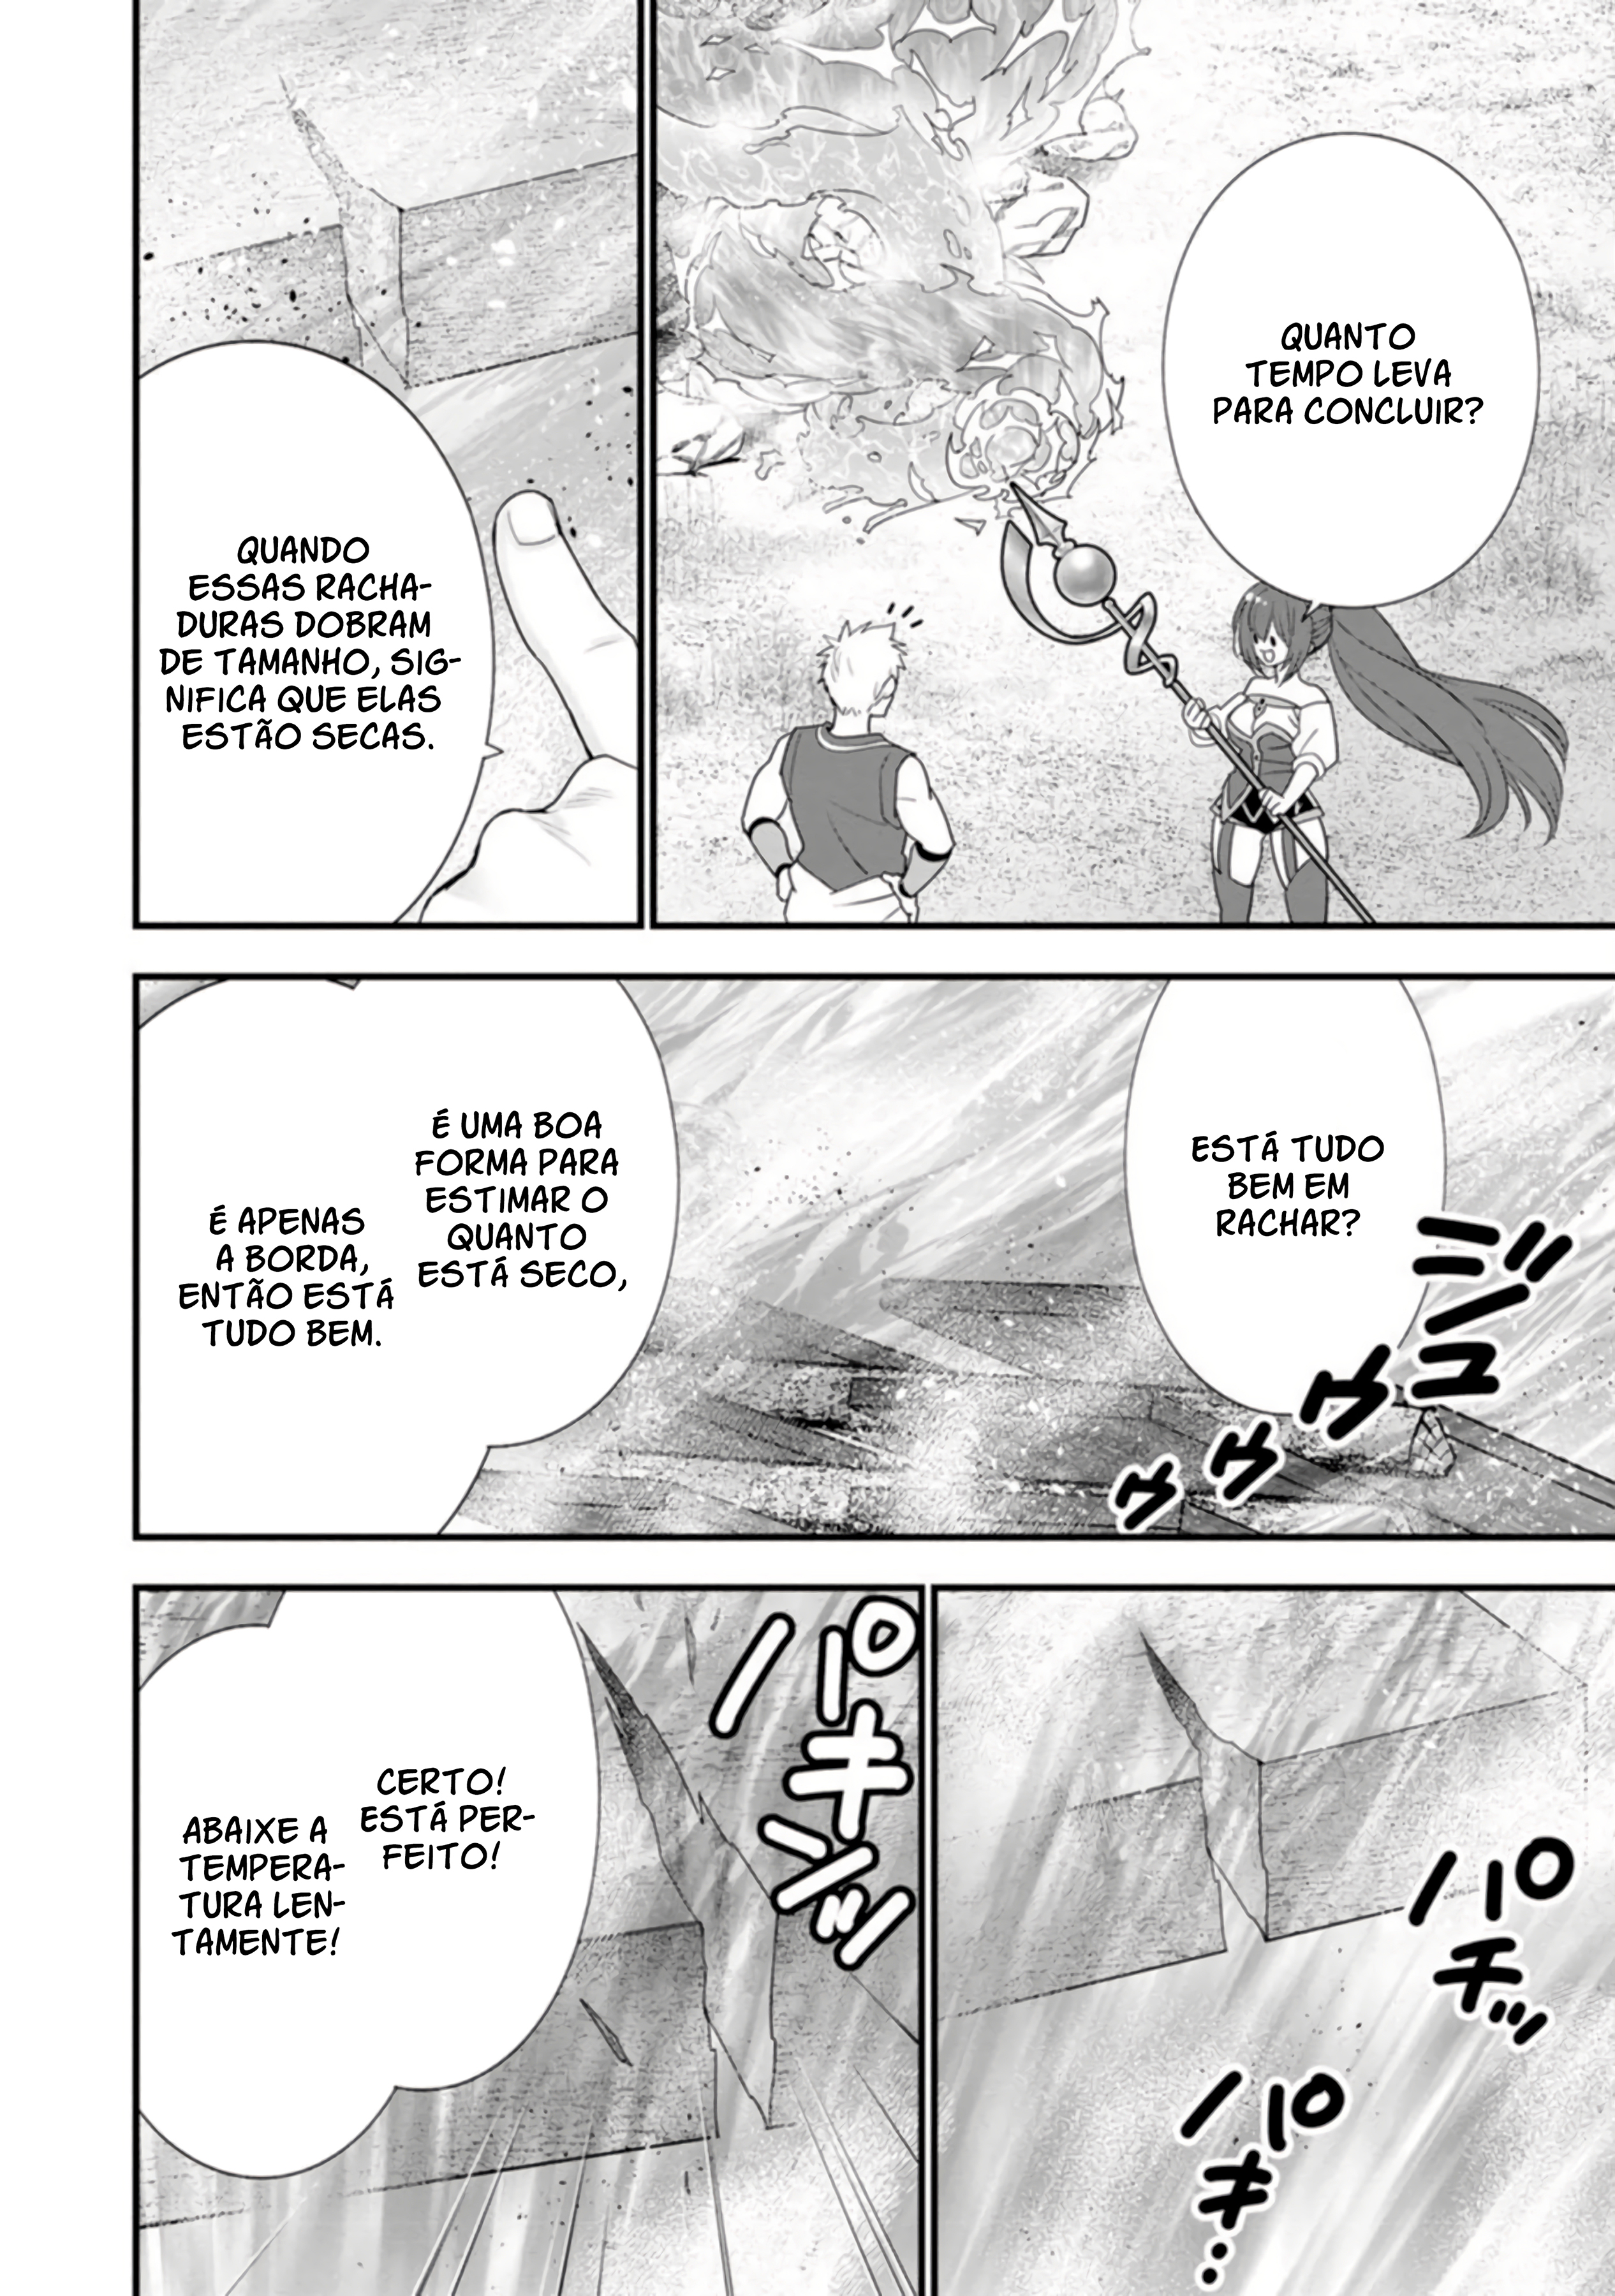 QUANTO
TEMPO LEVA
PARA CONCLUIR?
QUANDO
ESSAS RACHA-
DURAS DOBRAM
DE TAMANHO, SIG-
NIFICA QUE ELAS
ESTÃO SECAS.
ESTÁ TUDO
BEM EM
RACHAR?
ジュウゥゥ
É UMA BOA
FORMA PARA
ESTIMAR O
QUANTO
ESTÁ SECO,
É APENAS
A BORDA,
ENTÃO ESTÁ
TUDO BEM.
パチッ
パキ…
パキンッ
CERTO!
ESTÁ PER-
FEITO!
ABAIXE A
TEMPERA-
TURA LEN-
TAMENTE!